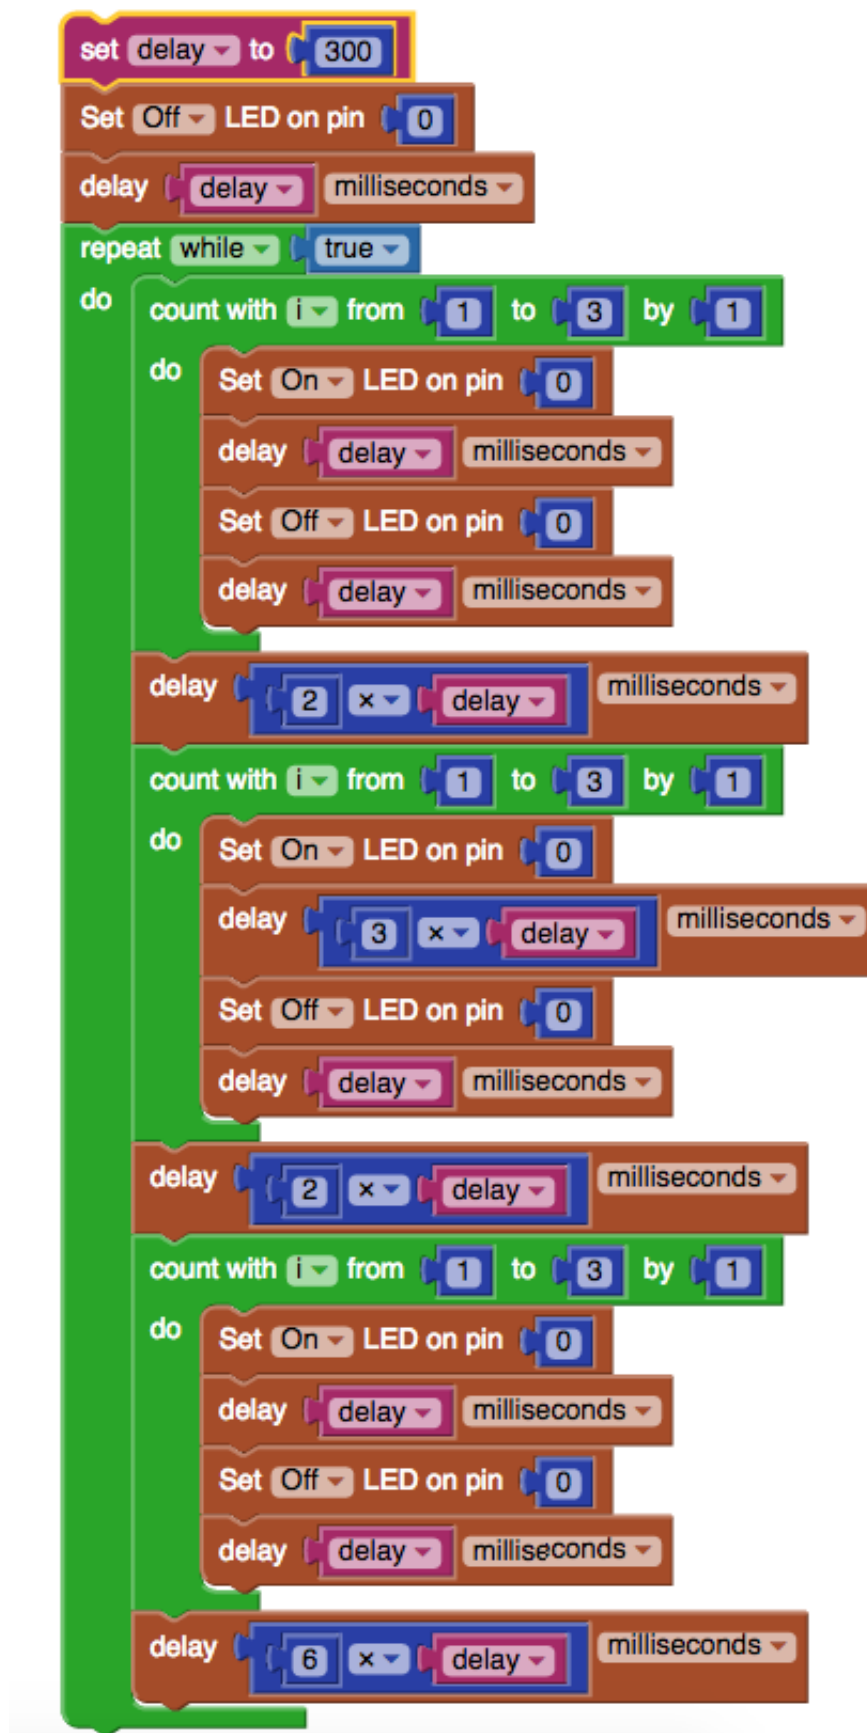 set delay to 300
Set Off LED on pin 0
delay delay milliseconds
repeat while true
do count with i from 1 to 3 by 1
do Set On LED on pin 0
delay delay milliseconds
Set Off LED on pin 0
delay delay milliseconds
delay 2 × delay milliseconds
count with i from 1 to 3 by 1
do Set On LED on pin 0
delay 3 × delay milliseconds
Set Off LED on pin 0
delay delay milliseconds
delay 2 × delay milliseconds
count with i from 1 to 3 by 1
do Set On LED on pin 0
delay delay milliseconds
Set Off LED on pin 0
delay delay milliseconds
delay 6 × delay milliseconds